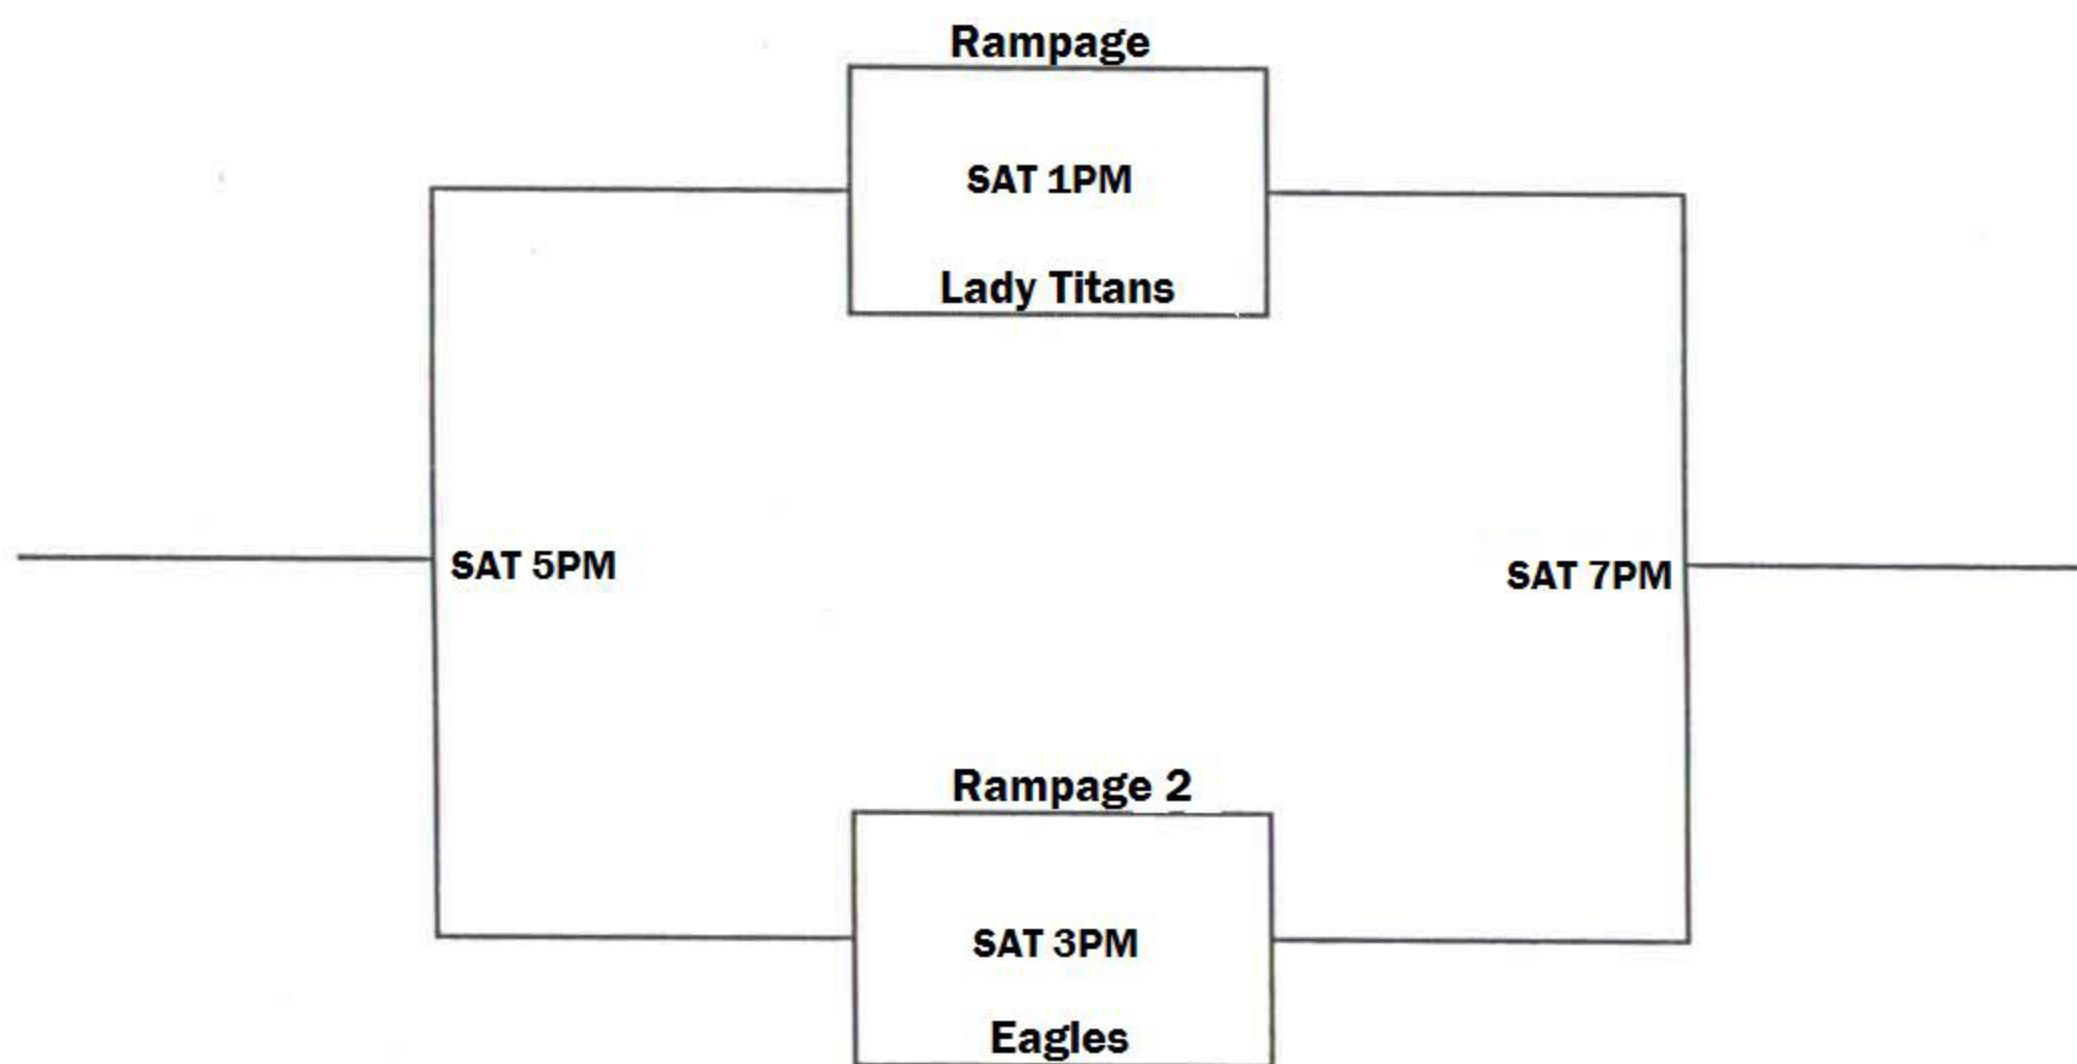 Rampage
SAT 1PM
Lady Titans
SAT 5PM
SAT 7PM
Rampage 2
SAT 3PM
Eagles